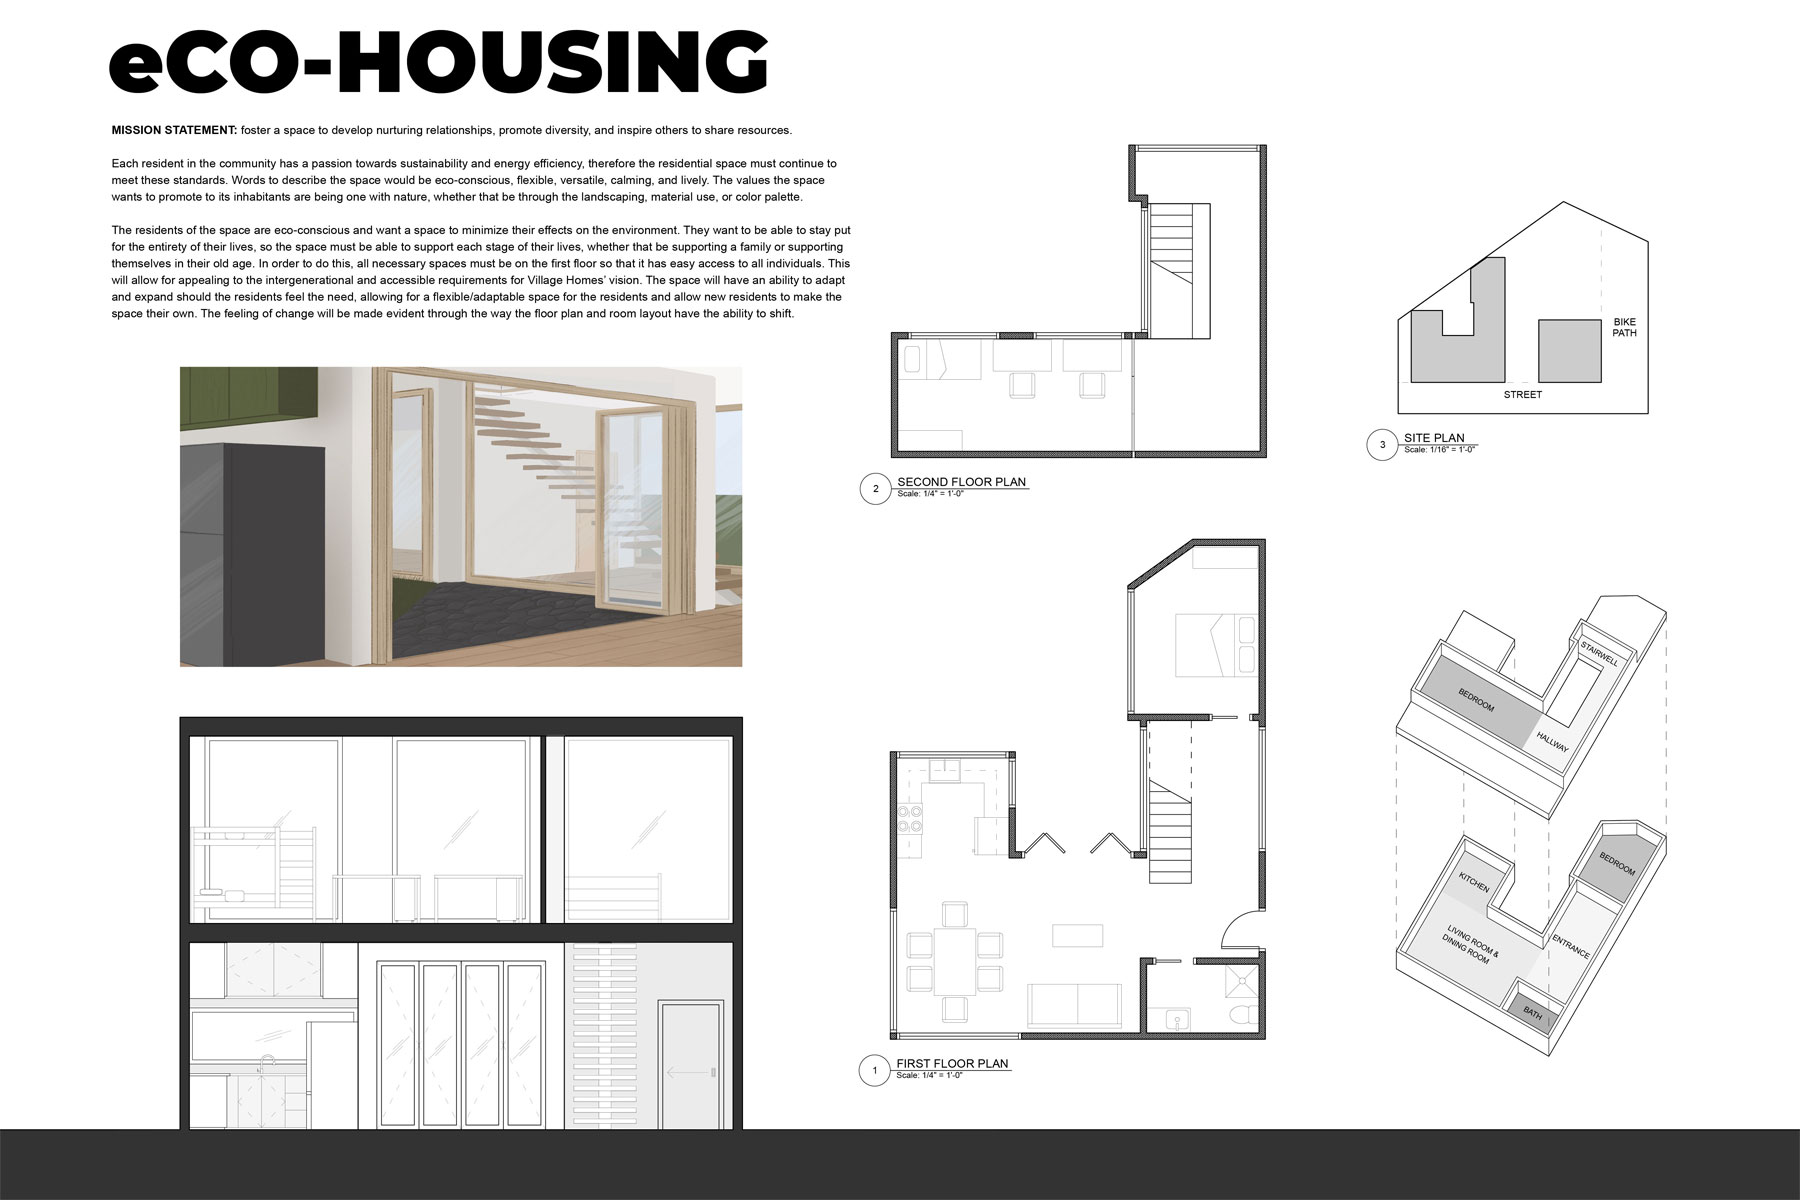 eCO-HOUSING
MISSION STATEMENT: foster a space to develop nurturing relationships, promote diversity, and inspire others to share resources.
Each resident in the community has a passion towards sustainability and energy efficiency, therefore the residential space must continue to
meet these standards. Words to describe the space would be eco-conscious, flexible, versatile, calming, and lively. The values the space
wants to promote to its inhabitants are being one with nature, whether that be through the landscaping, material use, or color palette.
The residents of the space are eco-conscious and want a space to minimize their effects on the environment. They want to be able to stay put
for the entirety of their lives, so the space must be able to support each stage of their lives, whether that be supporting a family or supporting
themselves in their old age. In order to do this, all necessary spaces must be on the first floor so that it has easy access to all individuals. This
will allow for appealing to the intergenerational and accessible requirements for Village Homes' vision. The space will have an ability to adapt
and expand should the residents feel the need, allowing for a flexible/adaptable space for the residents and allow new residents to make the
space their own. The feeling of change will be made evident through the way the floor plan and room layout have the ability to shift.
2
SECOND FLOOR PLAN
Scale: 1/4" = 1'-0"
BIKE
PATH
STREET
3
SITE PLAN
Scale: 1/16" = 1'-0"
1
FIRST FLOOR PLAN
Scale: 1/4" = 1'-0"
STAIRWELL
BEDROOM
HALLWAY
BEDROOM
KITCHEN
LIVING ROOM &
DINING ROOM
ENTRANCE
BATH